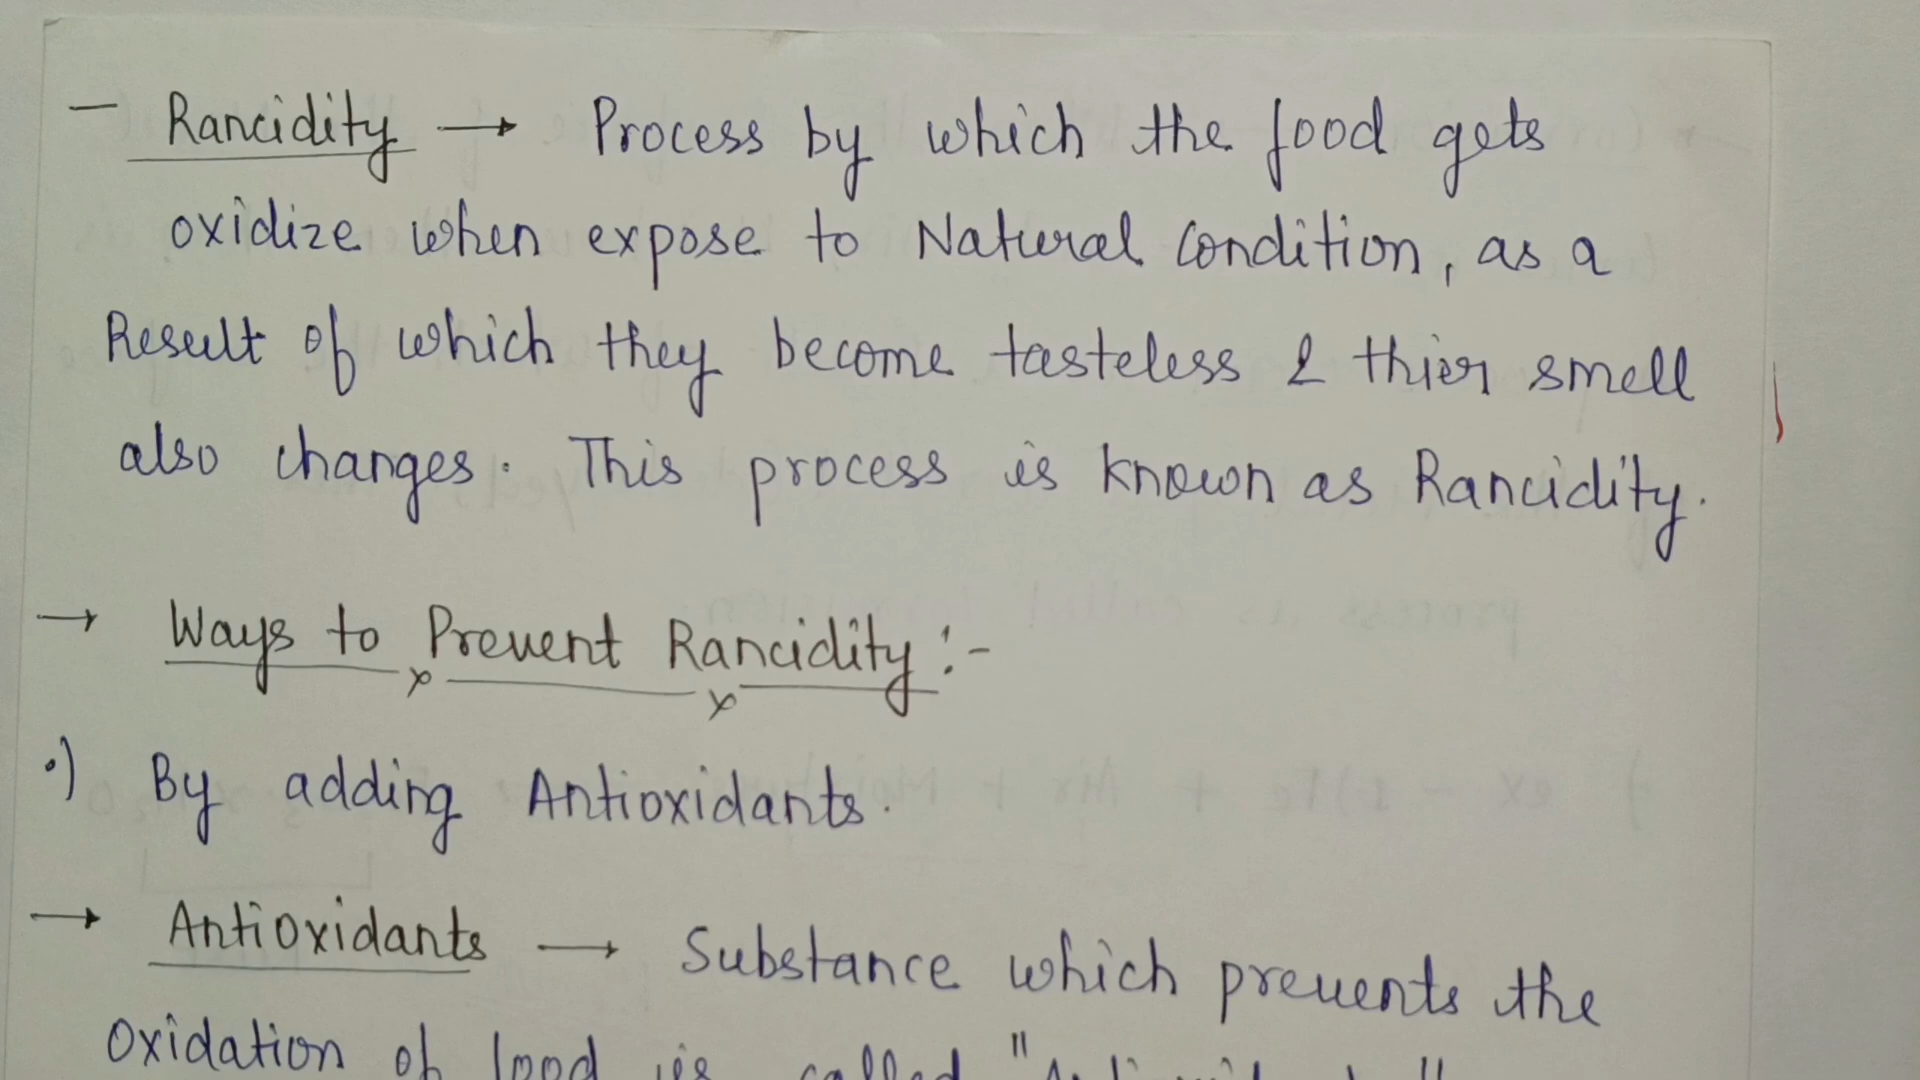 - Rancidity → Process by which the food gets
oxidize when expose to Natural Condition, as a
Result of which they become tasteless & thier smell
also changes. This process is known as Rancidity.
→ Ways to Prevent Rancidity :-
•) By adding Antioxidants.
→ Antioxidants → Substance which prevents the
Oxidation of food is called "